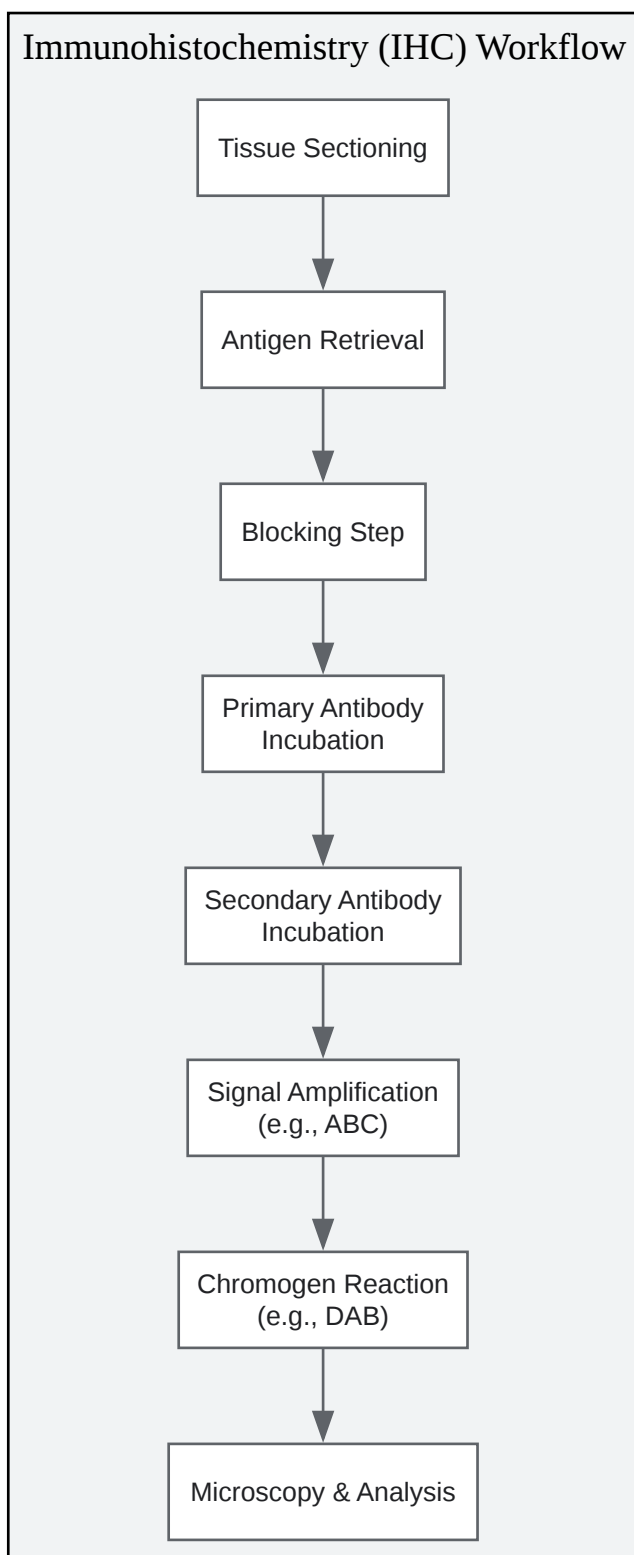 Immunohistochemistry (IHC) Workflow
Tissue Sectioning
Antigen Retrieval
Blocking Step
Primary Antibody
Incubation
Secondary Antibody
Incubation
Signal Amplification
(e.g., ABC)
Chromogen Reaction
(e.g., DAB)
Microscopy & Analysis